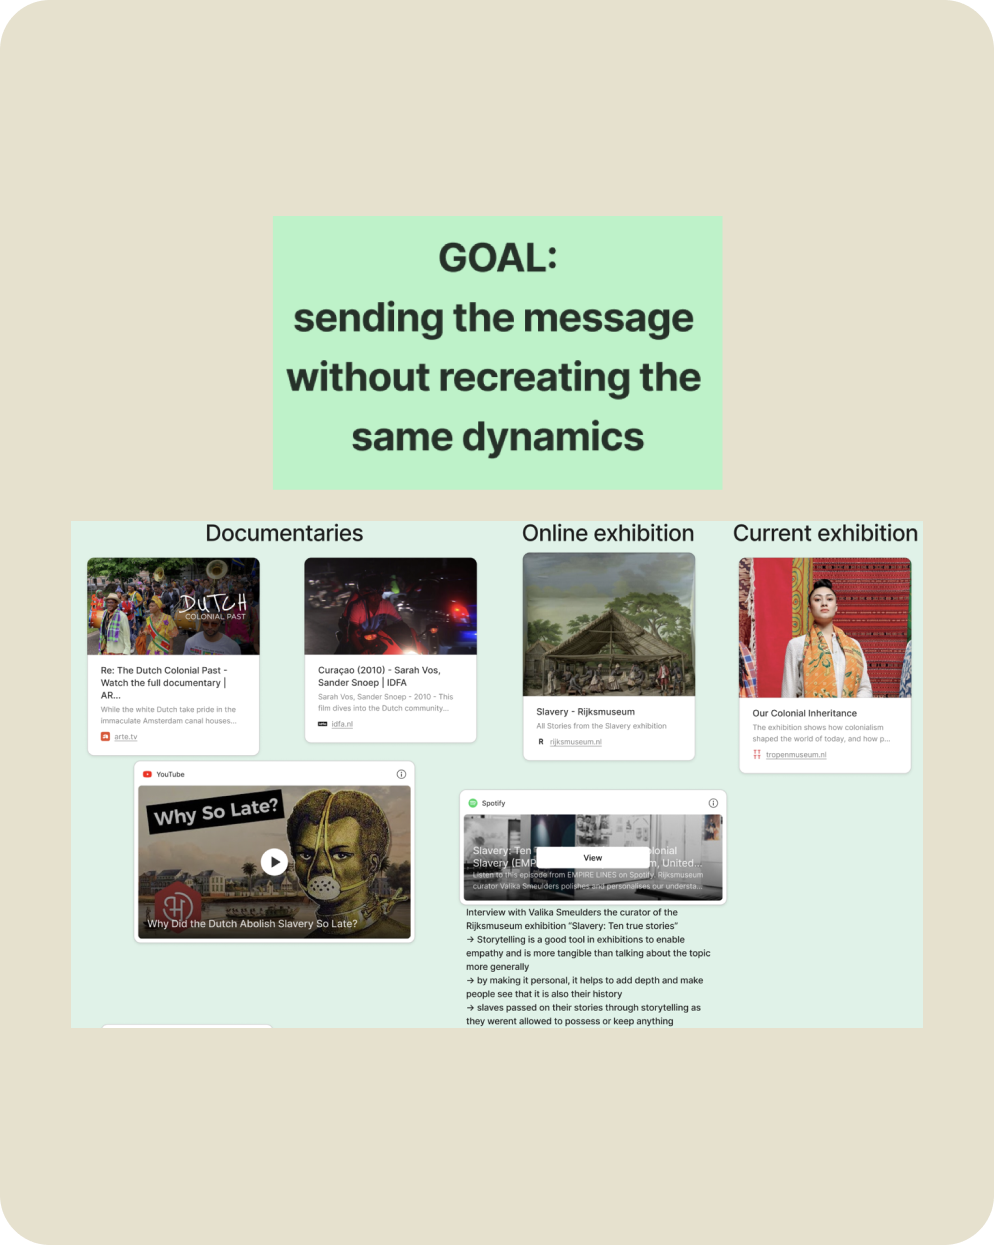 GOAL:
sending the message
without recreating the
same dynamics
Documentaries
Online exhibition
Current exhibition
DUTCH
COLONIAL PAST
Re: The Dutch Colonial Past -
Watch the full documentary |
AR...
While the white Dutch take pride in the
immaculate Amsterdam canal houses...
arte.tv
Curaçao (2010) - Sarah Vos,
Sander Snoep | IDFA
Sarah Vos, Sander Snoep - 2010 - This
film dives into the Dutch community...
idfa.nl
Slavery - Rijksmuseum
All Stories from the Slavery exhibition
R rijksmuseum.nl
Our Colonial Inheritance
The exhibition shows how colonialism
shaped the world of today, and how p...
tropenmuseum.nl
YouTube
Why So Late?
Why Did the Dutch Abolish Slavery So Late?
Spotify
Slavery: Ten
View
Slavery (EMP
United...
Listen to this episode from EMPIRE LINES on Spotify. Rijksmuseum
curator Valika Smeulders polishes and personalises our understa...
Interview with Valika Smeulders the curator of the
Rijksmuseum exhibition "Slavery: Ten true stories"
→ Storytelling is a good tool in exhibitions to enable
empathy and is more tangible than talking about the topic
more generally
→ by making it personal, it helps to add depth and make
people see that it is also their history
→ slaves passed on their stories through storytelling as
they werent allowed to possess or keep anything